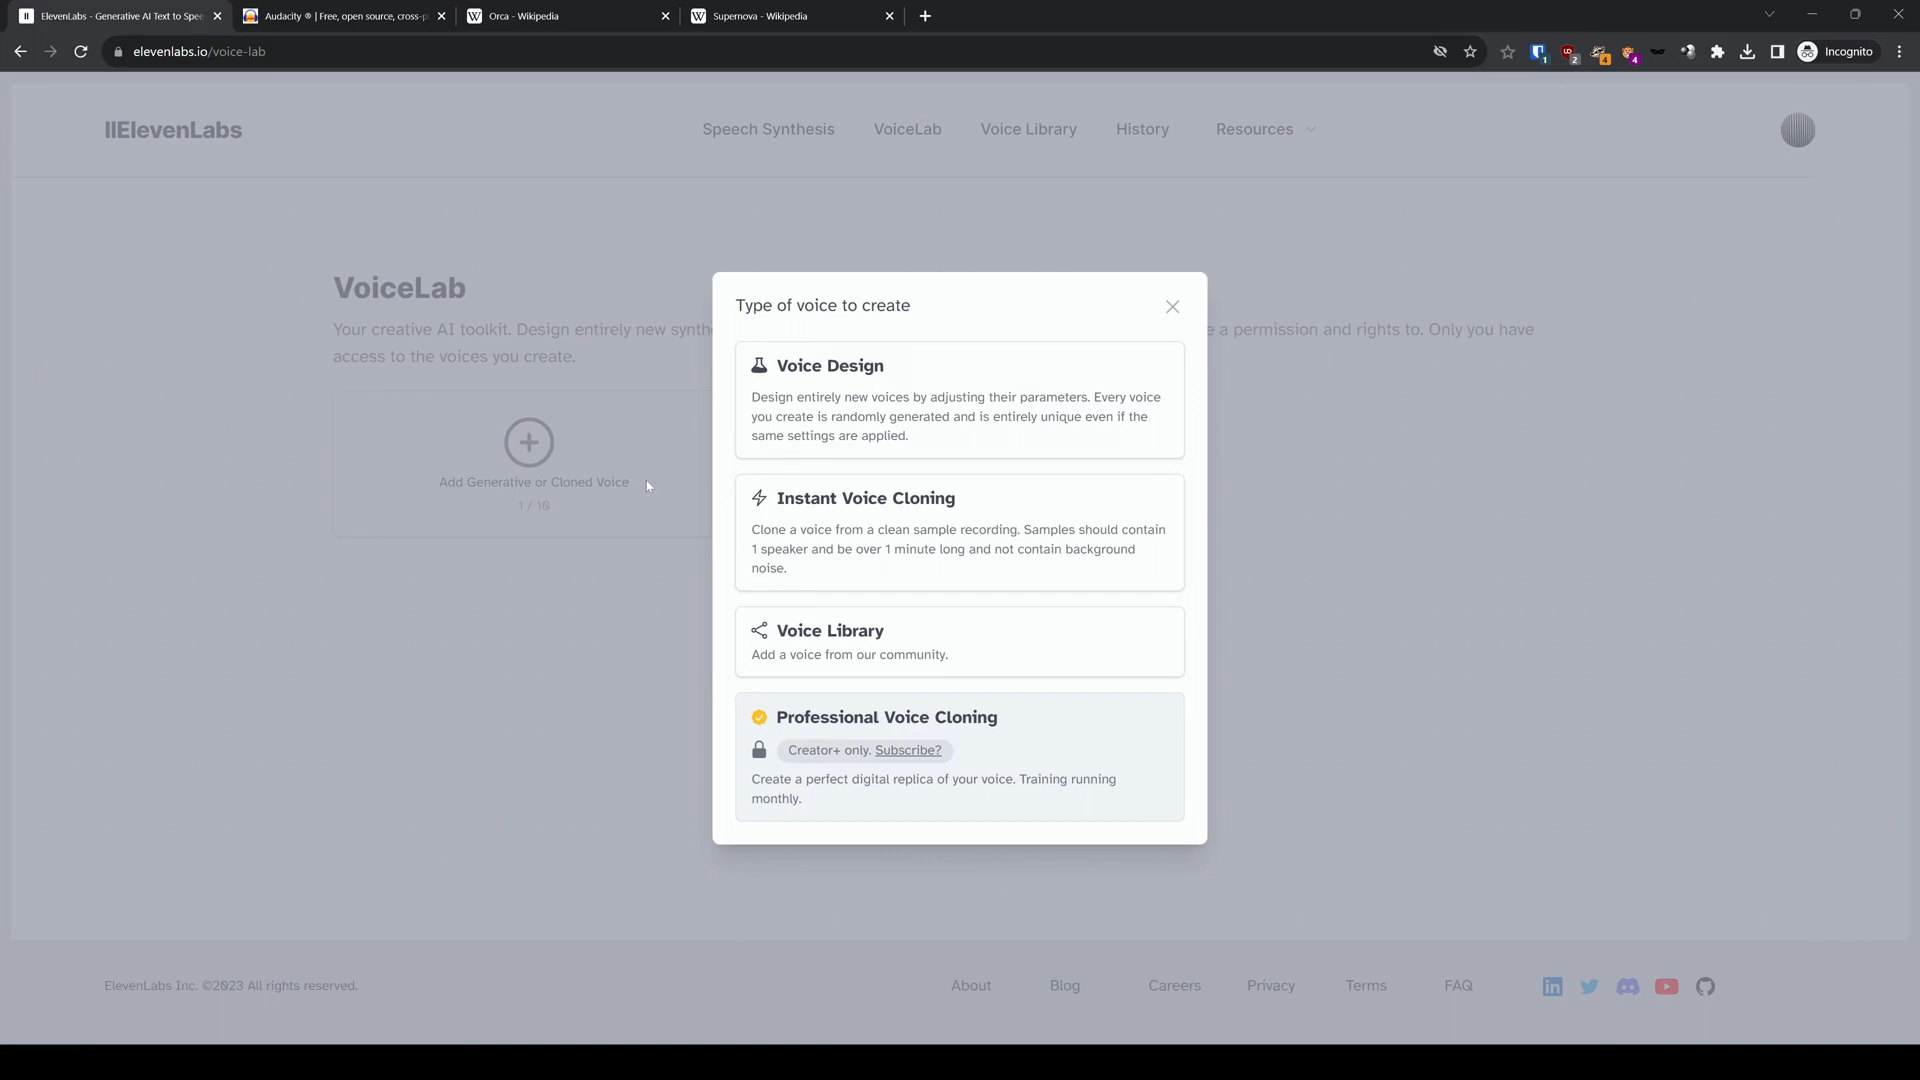 ElevenLabs - Generative AI Text to Spee
Audacity ® | Free, open source, cross-p
Orca - Wikipedia
Supernova - Wikipedia
elevenlabs.io/voice-lab
1
2
4
4
Incognito
IIElevenLabs
Speech Synthesis
VoiceLab
Voice Library
History
Resources
VoiceLab
Your creative AI toolkit. Design entirely new synth
e a permission and rights to. Only you have
access to the voices you create.
Add Generative or Cloned Voice
1 / 10
Type of voice to create
Voice Design
Design entirely new voices by adjusting their parameters. Every voice
you create is randomly generated and is entirely unique even if the
same settings are applied.
Instant Voice Cloning
Clone a voice from a clean sample recording. Samples should contain
1 speaker and be over 1 minute long and not contain background
noise.
Voice Library
Add a voice from our community.
Professional Voice Cloning
Creator+ only. Subscribe?
Create a perfect digital replica of your voice. Training running
monthly.
ElevenLabs Inc. ©2023 All rights reserved.
About
Blog
Careers
Privacy
Terms
FAQ